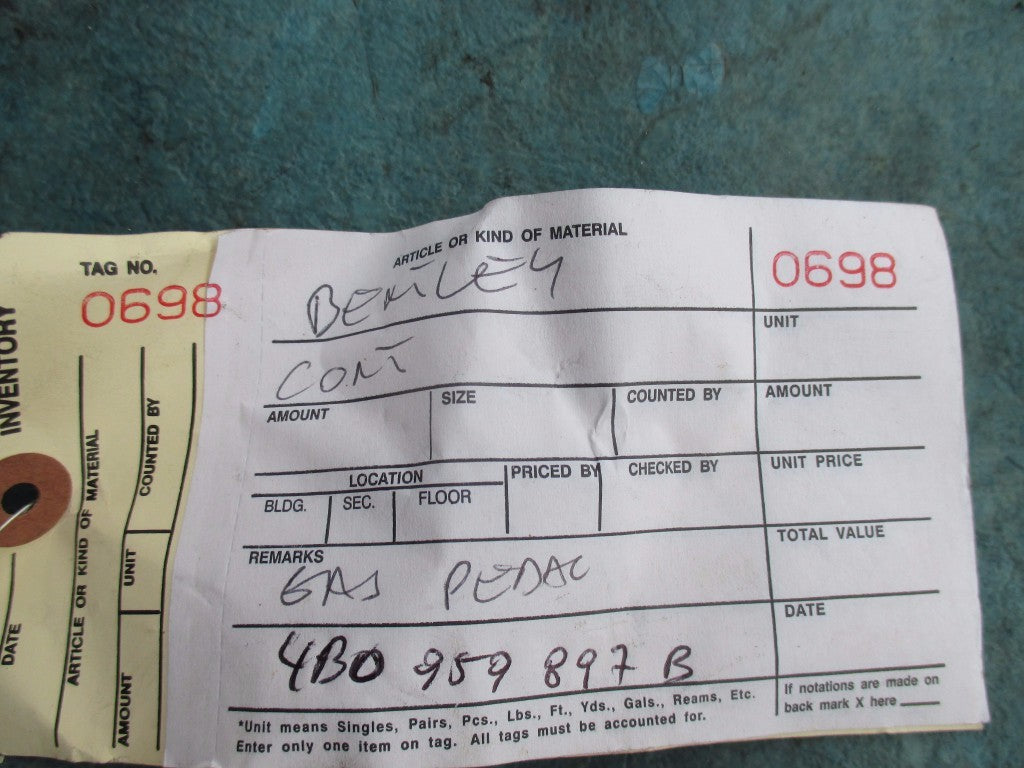 TAG NO.
0698
INVENTORY
ARTICLE OR KIND OF MATERIAL
COUNTED BY
UNIT
AMOUNT
DATE
ARTICLE OR KIND OF MATERIAL
0698
BENTLEY
UNIT
CONT
AMOUNT
SIZE
COUNTED BY
AMOUNT
LOCATION
PRICED BY
CHECKED BY
UNIT PRICE
BLDG.
SEC.
FLOOR
TOTAL VALUE
REMARKS
GAS PEDAL
DATE
4B0 959 897 B
If notations are made on
back mark X here
*Unit means Singles, Pairs, Pcs., Lbs., Ft., Yds., Gals., Reams, Etc.
Enter only one item on tag. All tags must be accounted for.